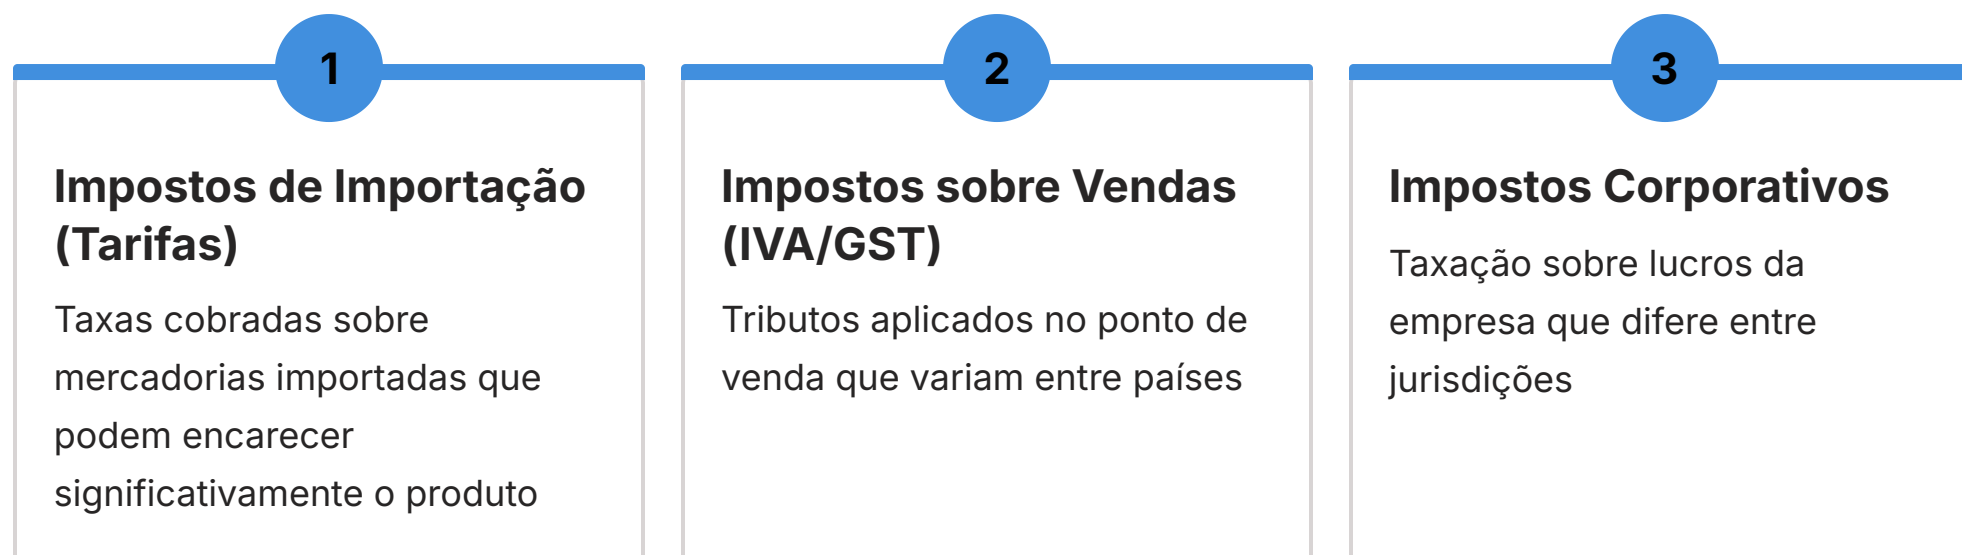 1
Impostos de Importação
(Tarifas)
Taxas cobradas sobre
mercadorias importadas que
podem encarecer
significativamente o produto
2
Impostos sobre Vendas
(IVA/GST)
Tributos aplicados no ponto de
venda que variam entre países
3
Impostos Corporativos
Taxação sobre lucros da
empresa que difere entre
jurisdições